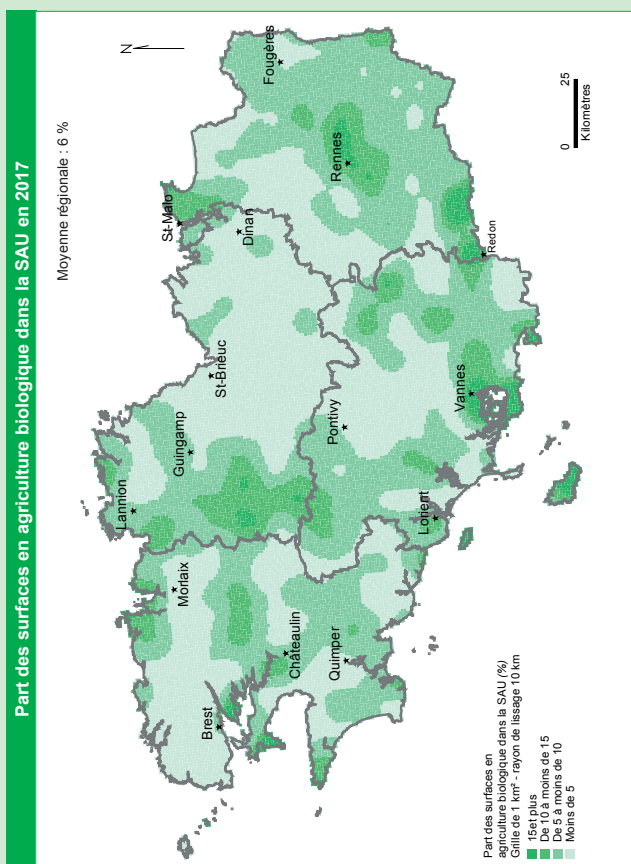 Part des surfaces en agriculture biologique dans la SAU en 2017
Moyenne régionale : 6 %
N
Lannion
St-Malo
Morlaix
Guingamp
Fougères
St-Brieuc
Dinan
Brest
Châteaulin
Rennes
Pontivy
Quimper
Lorient
Vannes
Redon
0 25
Kilomètres
Part des surfaces en
agriculture biologique dans la SAU (%)
Grille de 1 km² - rayon de lissage 10 km
15et plus
De 10 à moins de 15
De 5 à moins de 10
Moins de 5